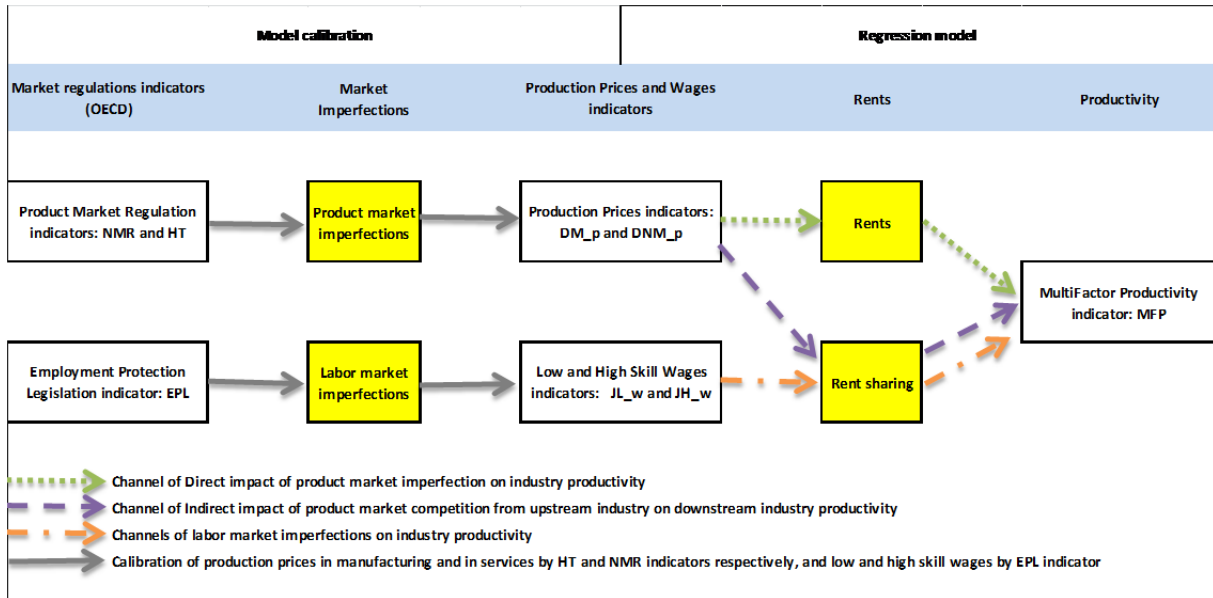 Model calibration
Regression model
Market regulations indicators
(OECD)
Market
Imperfections
Production Prices and Wages
indicators
Rents
Productivity
Product Market Regulation
indicators: NMR and HT
Product market
imperfections
Production Prices indicators:
DM_p and DNM_p
Rents
MultiFactor Productivity
indicator: MFP
Employment Protection
Legislation indicator: EPL
Labor market
imperfections
Low and High Skill Wages
indicators: JL_w and JH_w
Rent sharing
Channel of Direct impact of product market imperfection on industry productivity
Channel of Indirect impact of product market competition from upstream industry on downstream industry productivity
Channels of labor market imperfections on industry productivity
Calibration of production prices in manufacturing and in services by HT and NMR indicators respectively, and low and high skill wages by EPL indicator